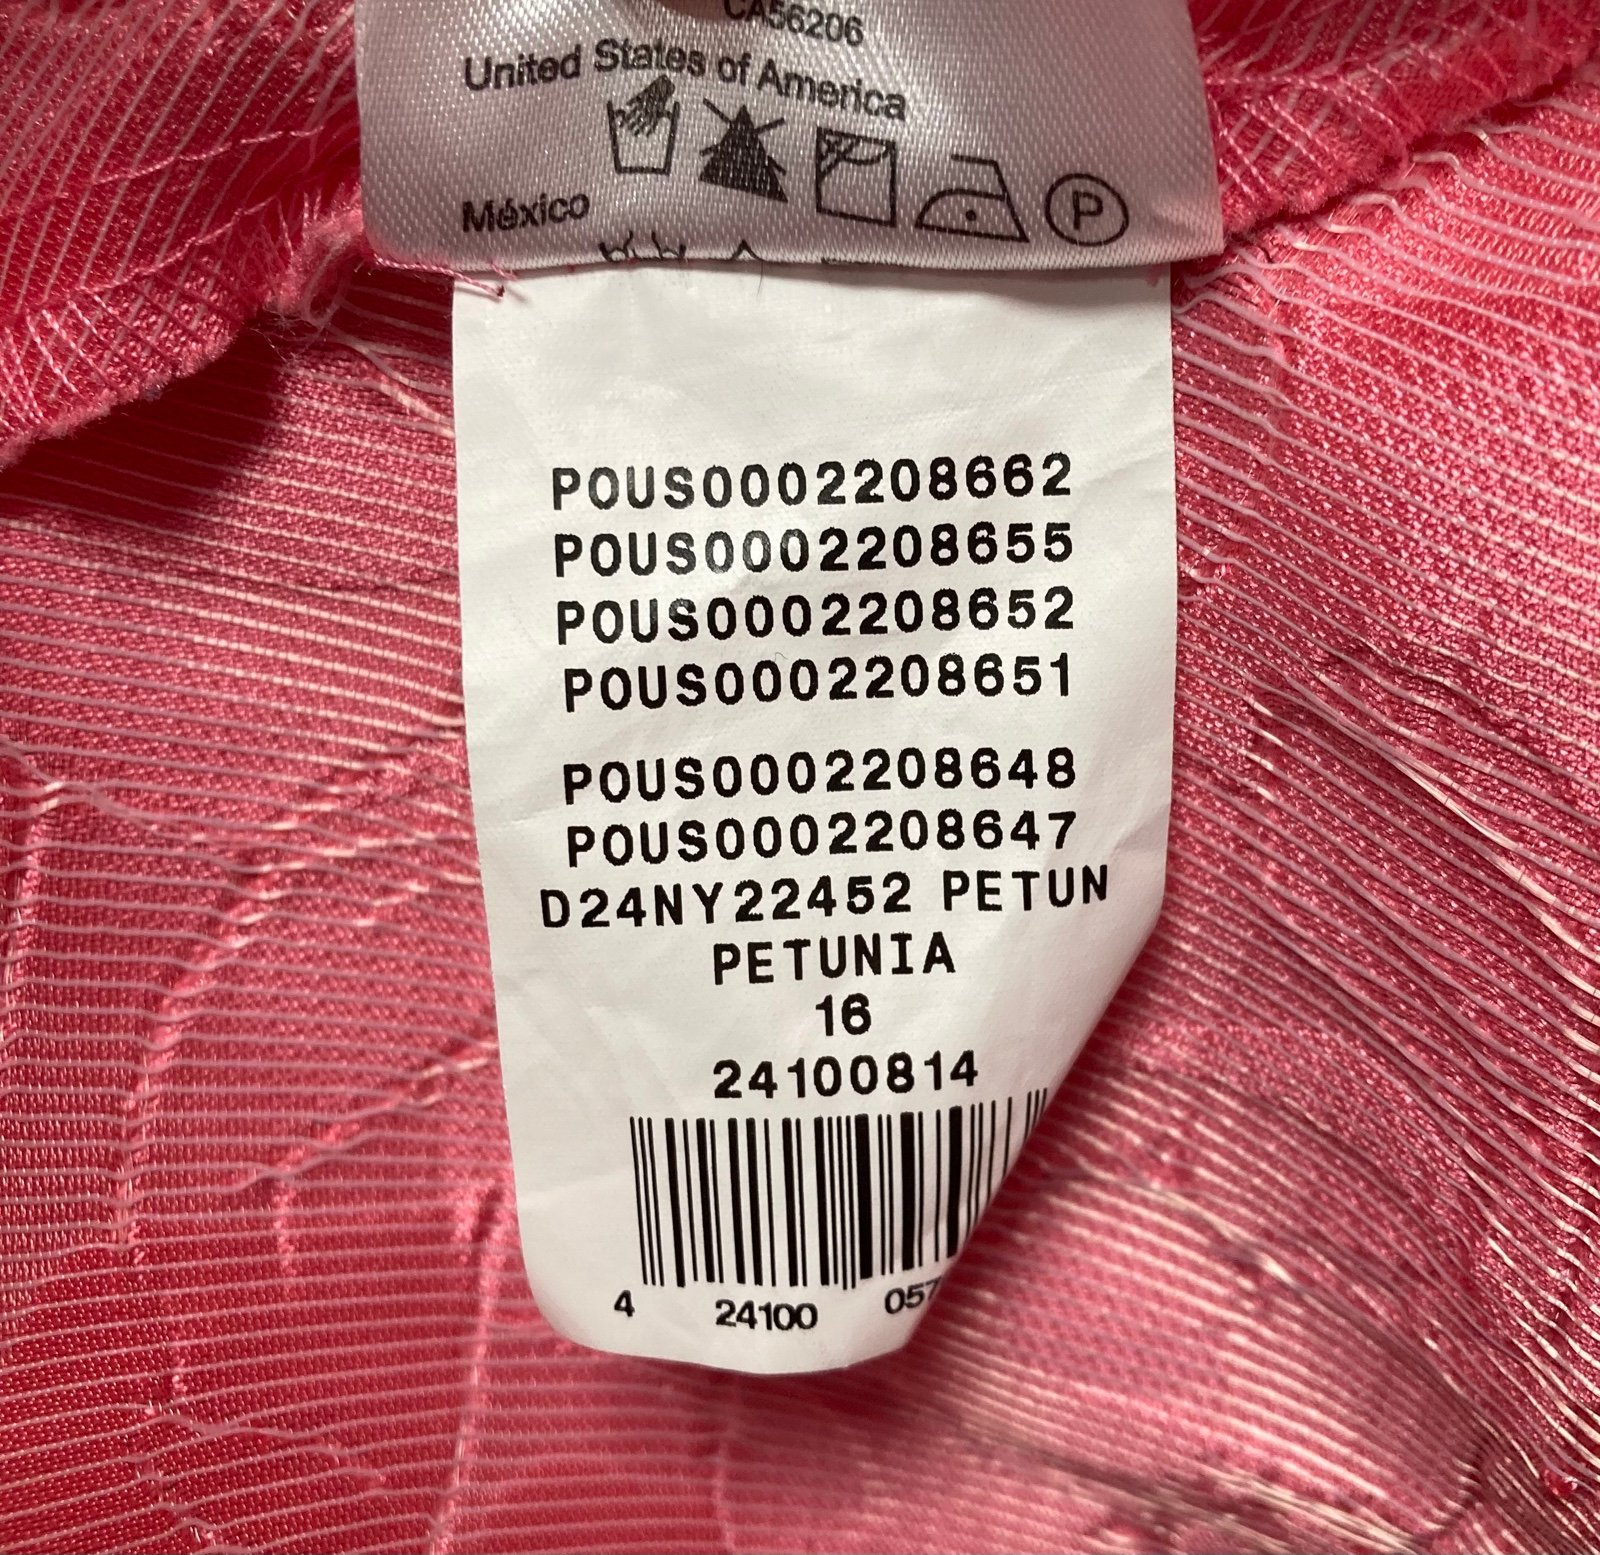 CA56206
United States of America
México
P
POUS0002208662
POUS0002208655
POUS0002208652
POUS0002208651
POUS0002208648
POUS0002208647
D24NY22452 PETUN
PETUNIA
16
24100814
4 24100 057